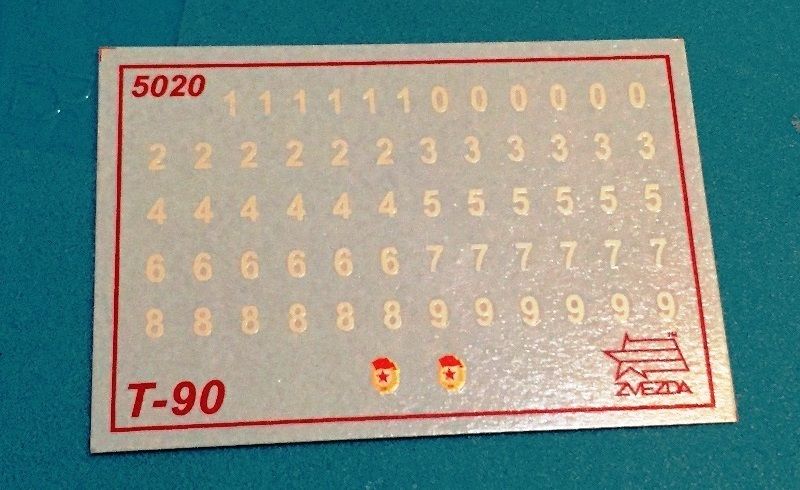 5020
1 1 1 1 1 1 0 0 0 0 0 0
2 2 2 2 2 2 3 3 3 3 3 3
4 4 4 4 4 4 5 5 5 5 5 5
6 6 6 6 6 6 7 7 7 7 7 7
8 8 8 8 8 8 9 9 9 9 9 9
T-90
TM
ZVEZDA